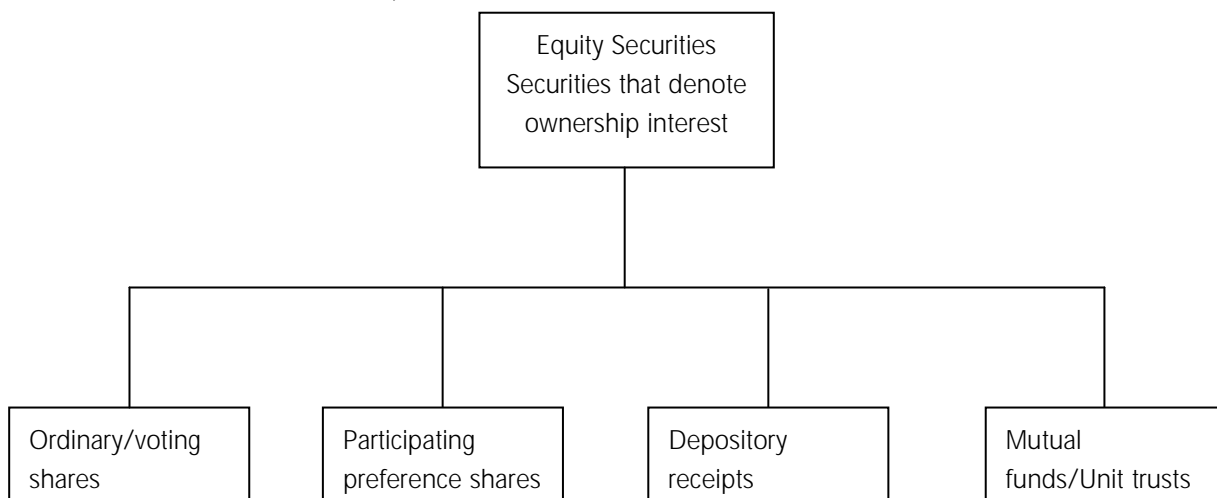 Equity Securities
Securities that denote
ownership interest
Ordinary/voting
shares
Participating
preference shares
Depository
receipts
Mutual
funds/Unit trusts